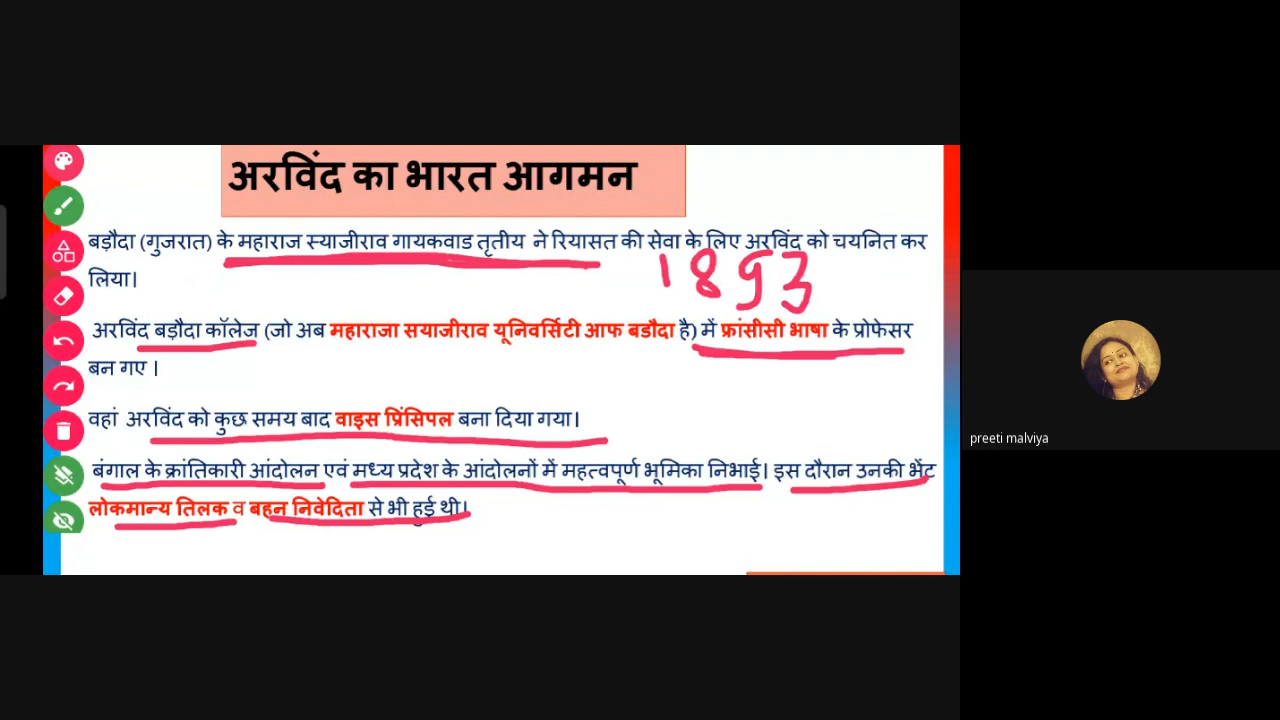 अरविंद का भारत आगमन
बड़ौदा (गुजरात) के महाराज स्याजीराव गायकवाड तृतीय ने रियासत की सेवा के लिए अरविंद को चयनित कर
लिया।
1893
अरविंद बड़ौदा कॉलेज (जो अब महाराजा सयाजीराव यूनिवर्सिटी आफ बडौदा है) में फ्रांसीसी भाषा के प्रोफेसर
बन गए ।
वहां अरविंद को कुछ समय बाद वाइस प्रिंसिपल बना दिया गया।
बंगाल के क्रांतिकारी आंदोलन एवं मध्य प्रदेश के आंदोलनों में महत्वपूर्ण भूमिका निभाई। इस दौरान उनकी भेंट
लोकमान्य तिलक व बहन निवेदिता से भी हुई थी।
preeti malviya